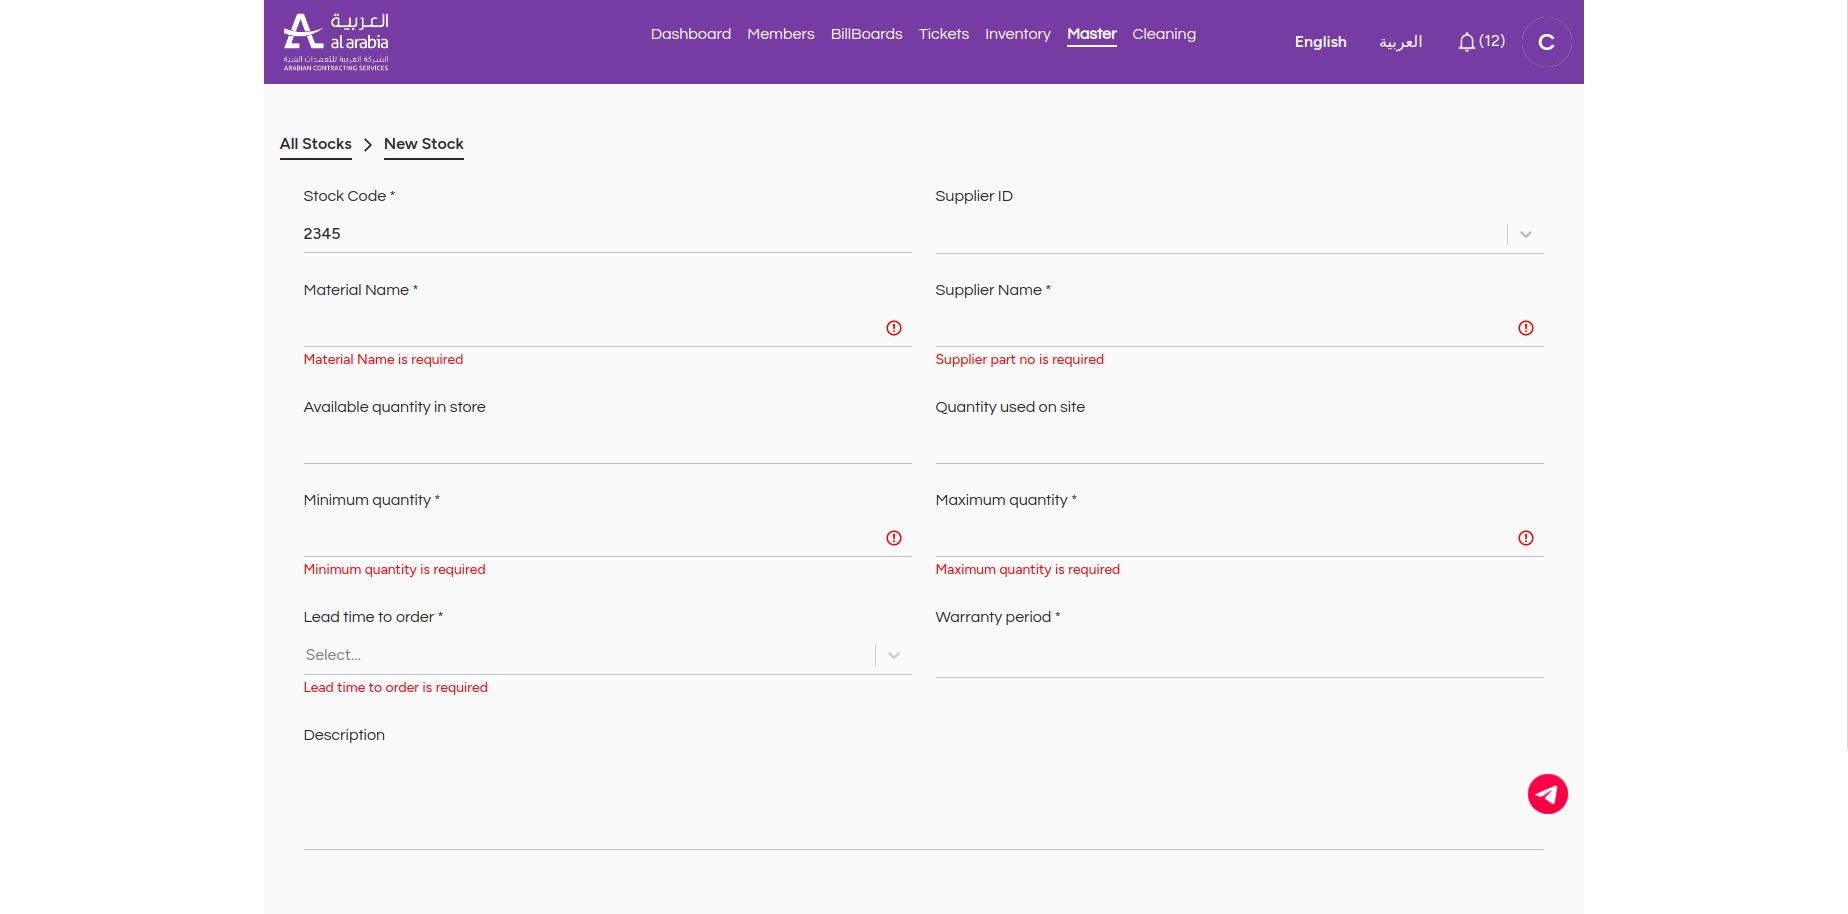 العربية
al arabia
الشركة العربية للتعهدات الفنية
ARABIAN CONTRACTING SERVICES
Dashboard Members BillBoards Tickets Inventory Master Cleaning
English العربية (12) C
All Stocks > New Stock
Stock Code *
2345
Supplier ID
Material Name *
Material Name is required
Supplier Name *
Supplier part no is required
Available quantity in store
Quantity used on site
Minimum quantity *
Minimum quantity is required
Maximum quantity *
Maximum quantity is required
Lead time to order *
Select...
Lead time to order is required
Warranty period *
Description